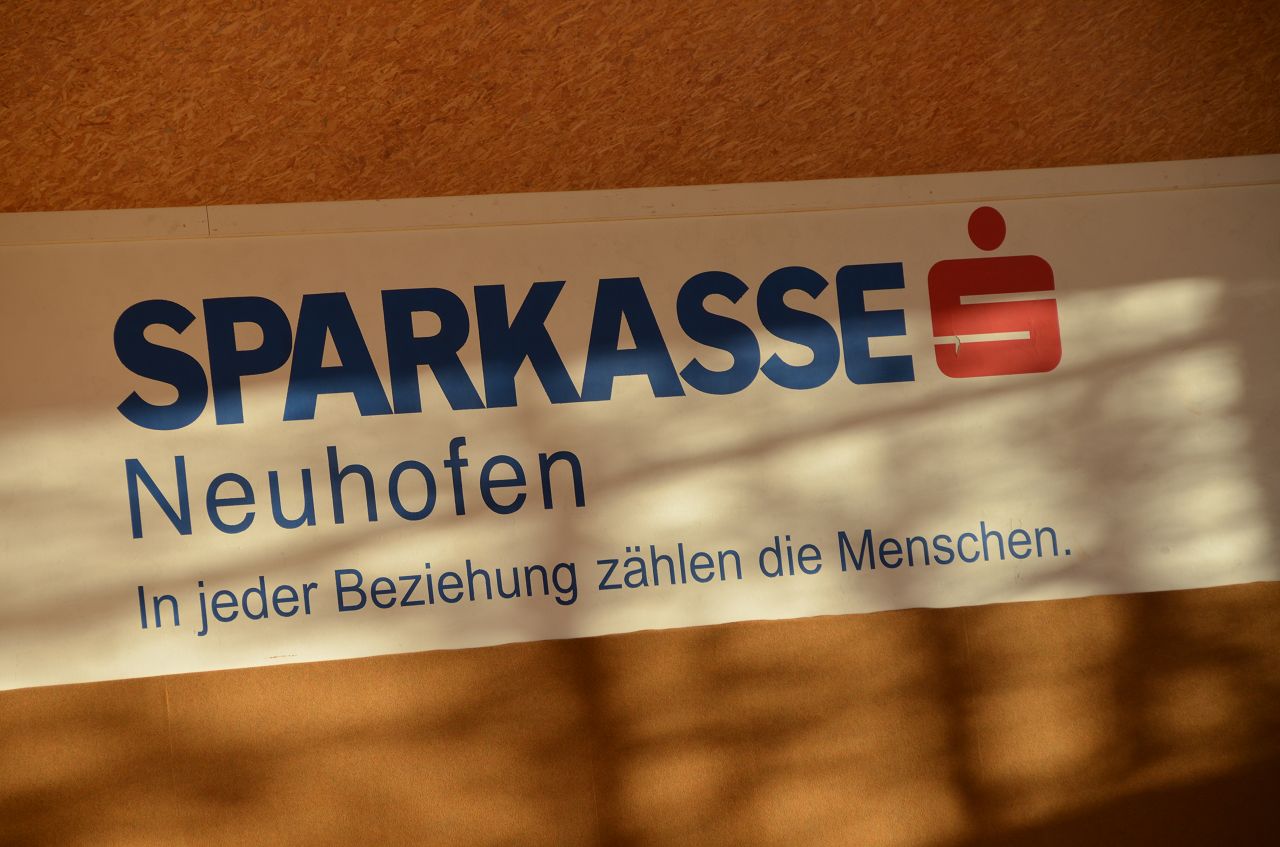 SPARKASSE
Neuhofen
In jeder Beziehung zählen die Menschen.